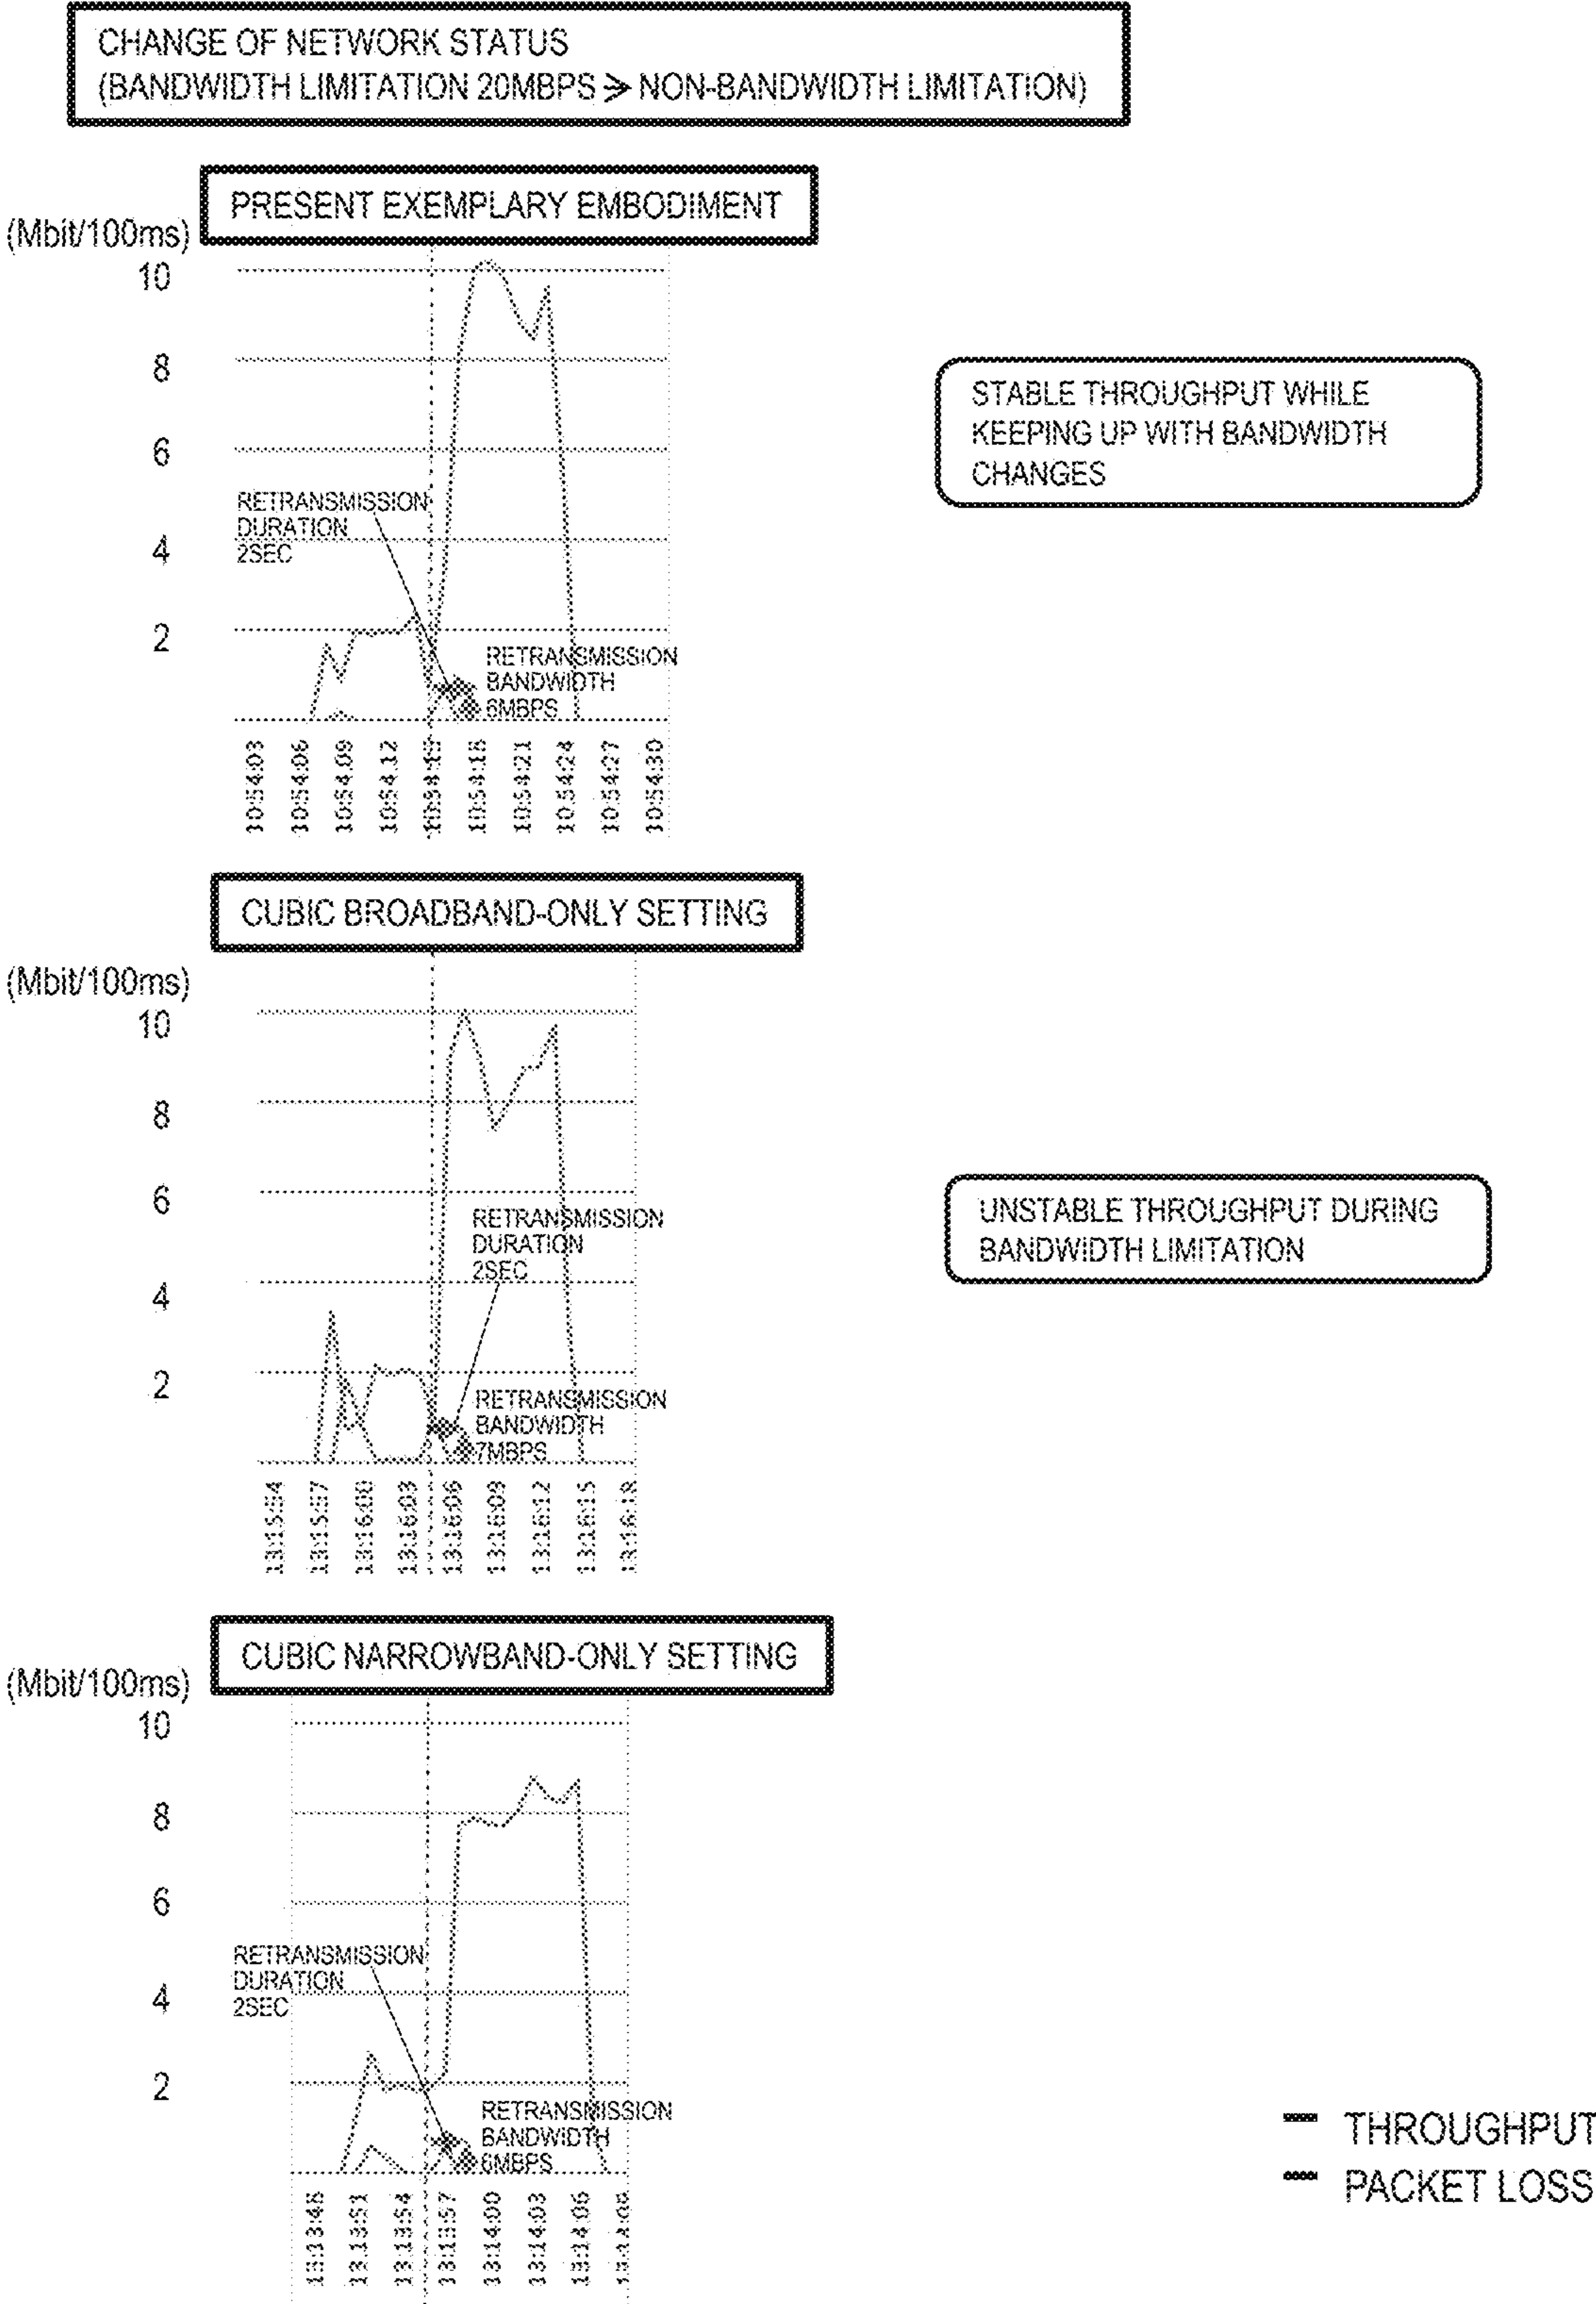 CHANGE OF NETWORK STATUS
(BANDWIDTH LIMITATION 20MBPS > NON-BANDWIDTH LIMITATION)
PRESENT EXEMPLARY EMBODIMENT
(Mbit/100ms)
10
8
6
4
2
RETRANSMISSION
DURATION
2SEC
RETRANSMISSION
BANDWIDTH
6MBPS
10:54:03
10:54:06
10:54:09
10:54:12
10:54:15
10:54:18
10:54:21
10:54:24
10:54:27
10:54:30
STABLE THROUGHPUT WHILE
KEEPING UP WITH BANDWIDTH
CHANGES
CUBIC BROADBAND-ONLY SETTING
(Mbit/100ms)
10
8
6
4
2
RETRANSMISSION
DURATION
2SEC
RETRANSMISSION
BANDWIDTH
7MBPS
13:15:54
13:15:57
13:16:00
13:16:03
13:16:06
13:16:09
13:16:12
13:16:15
13:16:18
UNSTABLE THROUGHPUT DURING
BANDWIDTH LIMITATION
CUBIC NARROWBAND-ONLY SETTING
(Mbit/100ms)
10
8
6
4
2
RETRANSMISSION
DURATION
2SEC
RETRANSMISSION
BANDWIDTH
6MBPS
13:13:48
13:13:51
13:13:54
13:13:57
13:14:00
13:14:03
13:14:06
THROUGHPUT
PACKET LOSS